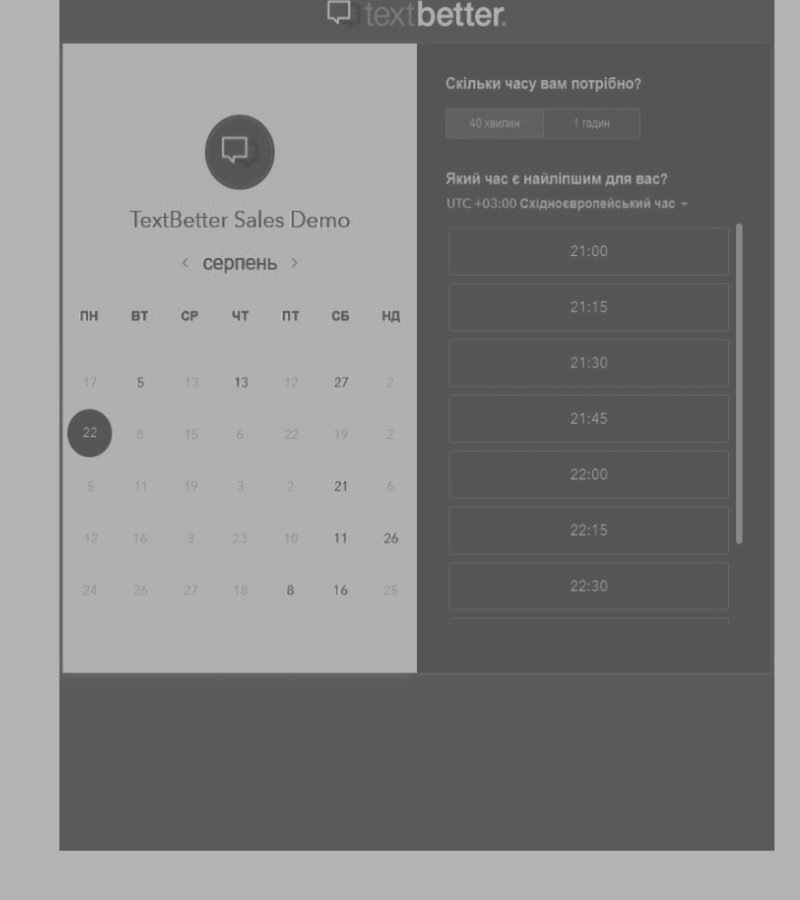 textbetter.
TextBetter Sales Demo
‹ серпень ›
ПН ВТ СР ЧТ ПТ СБ НД
17 5 13 13 12 27 2
22 8 15 6 22 19 2
5 11 19 3 2 21 6
12 16 3 23 10 11 26
24 26 27 18 8 16 25
Скільки часу вам потрібно?
40 хвилин 1 годин
Який час є найліпшим для вас?
UTC +03:00 Східноєвропейський час
21:00
21:15
21:30
21:45
22:00
22:15
22:30